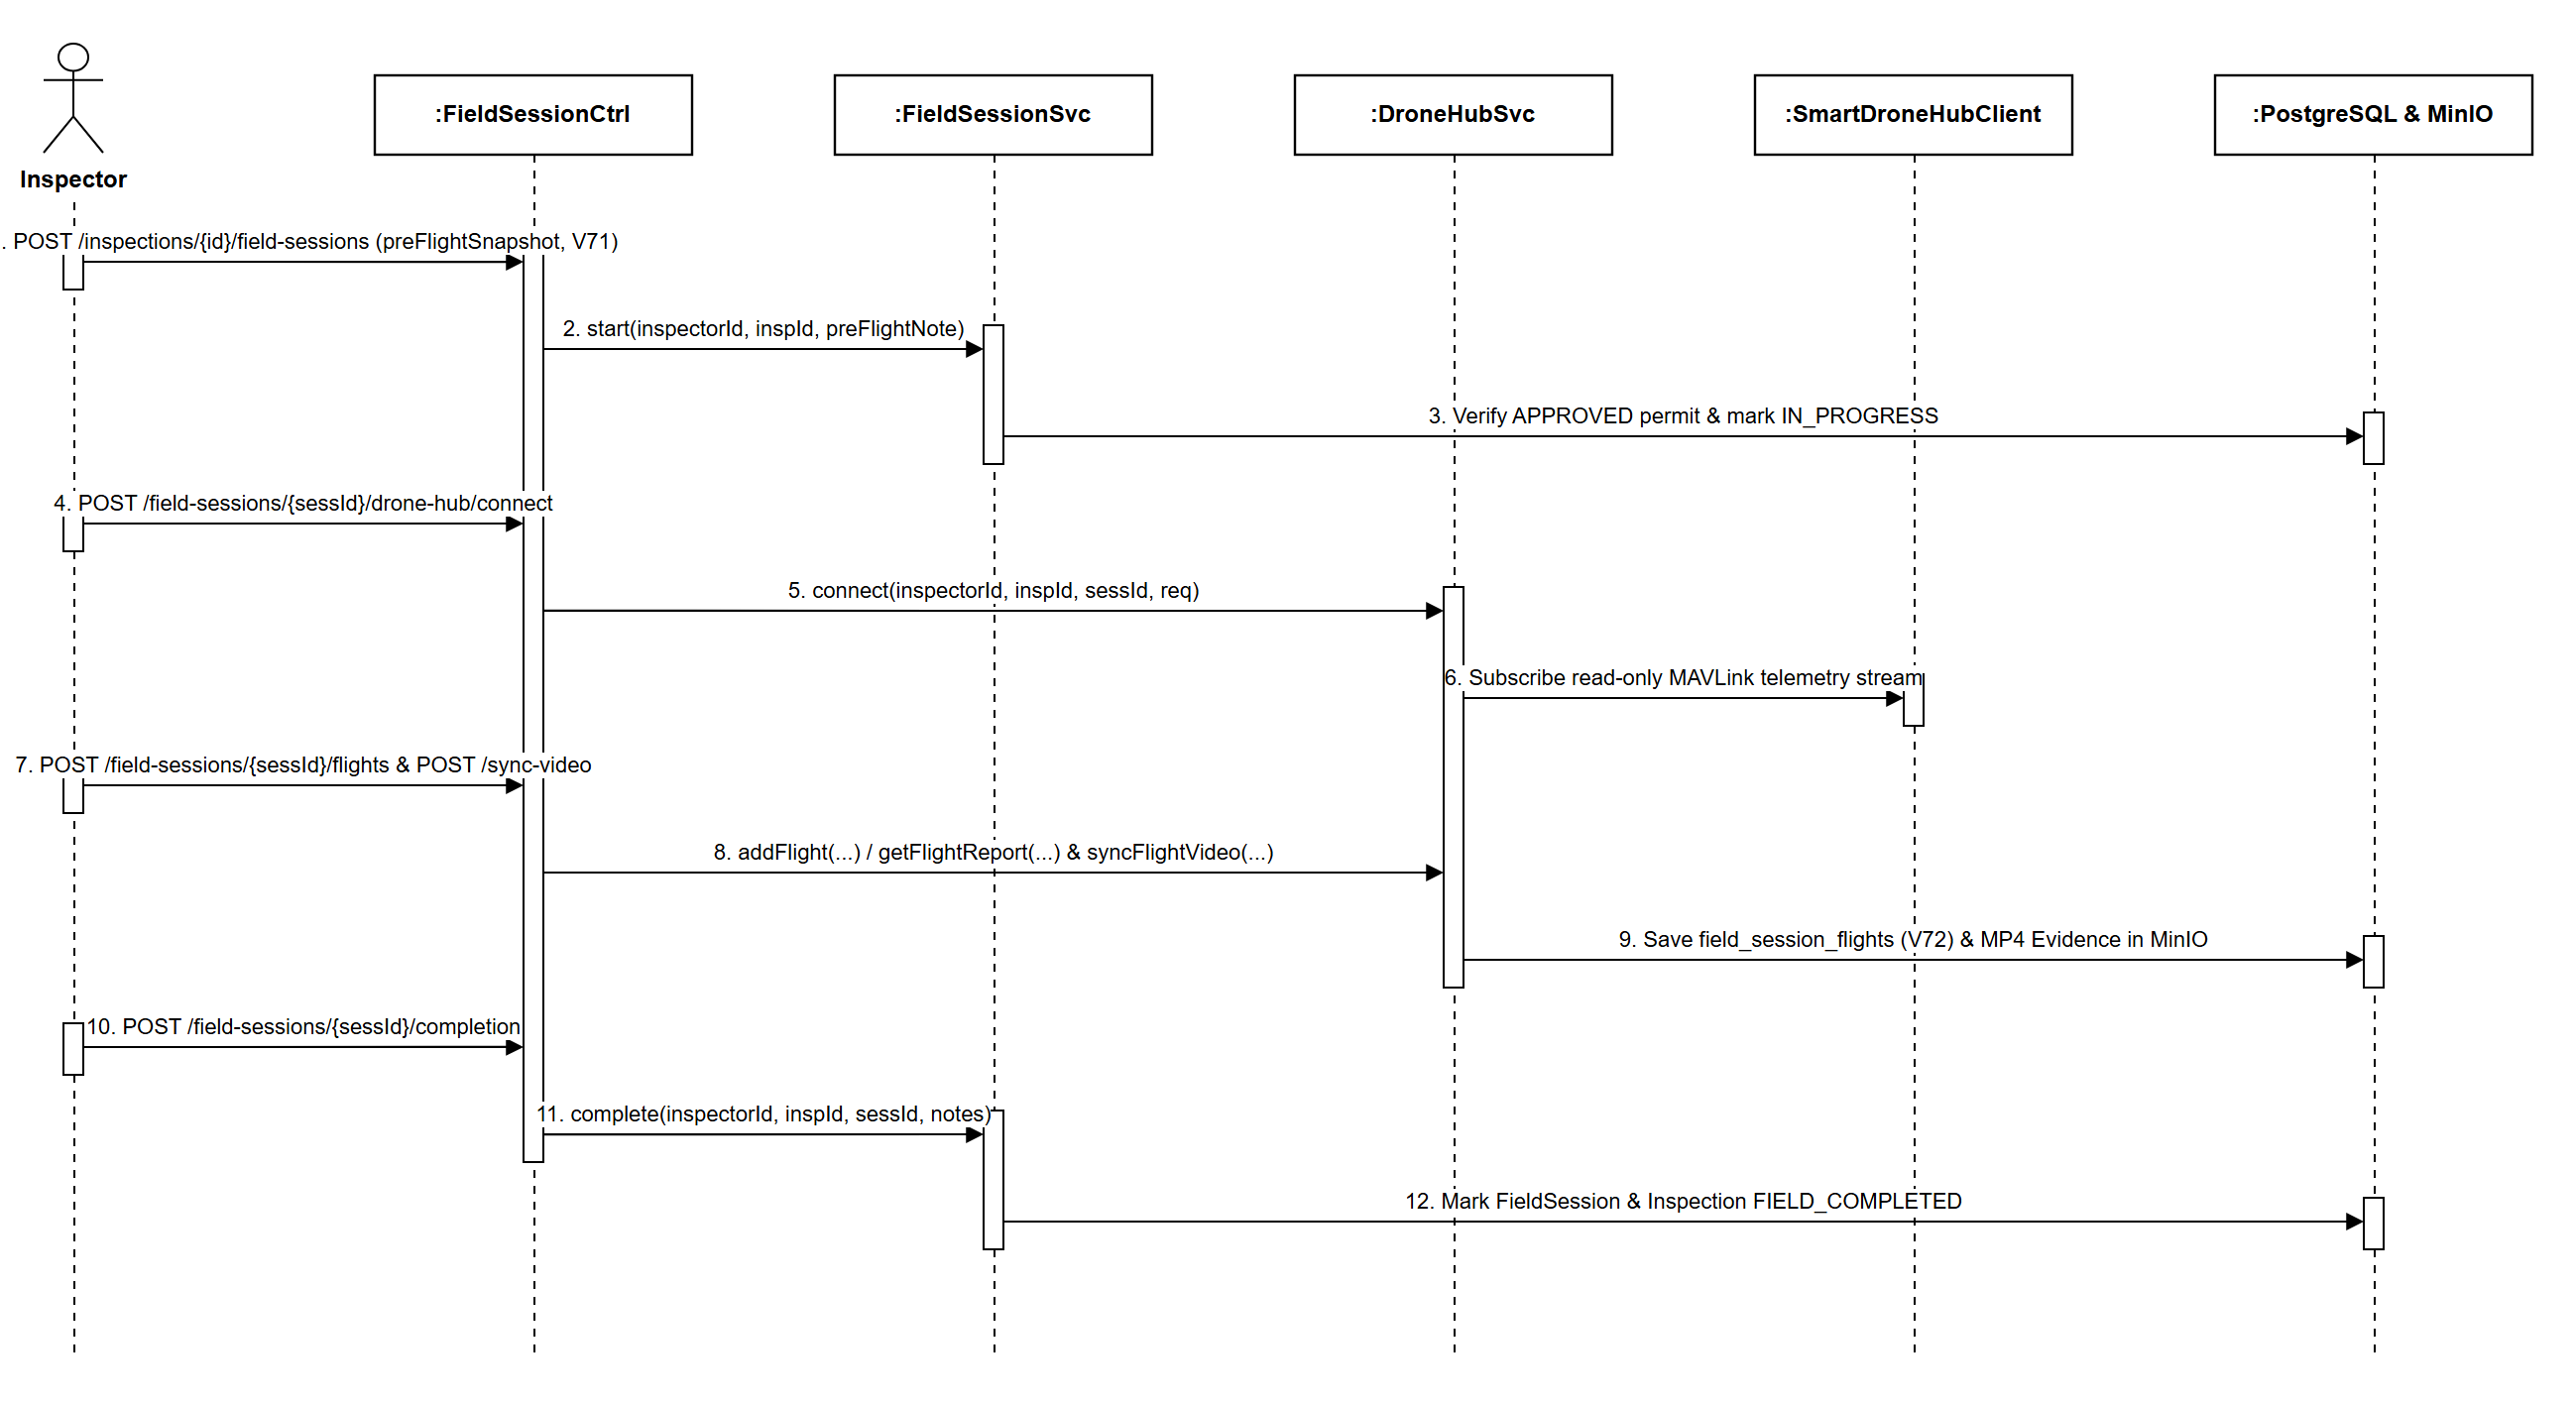 :FieldSessionCtrl
:FieldSessionSvc
:DroneHubSvc
:SmartDroneHubClient
:PostgreSQL & MinIO
Inspector
. POST /inspections/{id}/field-sessions (preFlightSnapshot, V71)
2. start(inspectorId, inspId, preFlightNote)
3. Verify APPROVED permit & mark IN_PROGRESS
4. POST /field-sessions/{sessId}/drone-hub/connect
5. connect(inspectorId, inspId, sessId, req)
6. Subscribe read-only MAVLink telemetry stream
7. POST /field-sessions/{sessId}/flights & POST /sync-video
8. addFlight(...) / getFlightReport(...) & syncFlightVideo(...)
9. Save field_session_flights (V72) & MP4 Evidence in MinIO
10. POST /field-sessions/{sessId}/completion
11. complete(inspectorId, inspId, sessId, notes)
12. Mark FieldSession & Inspection FIELD_COMPLETED